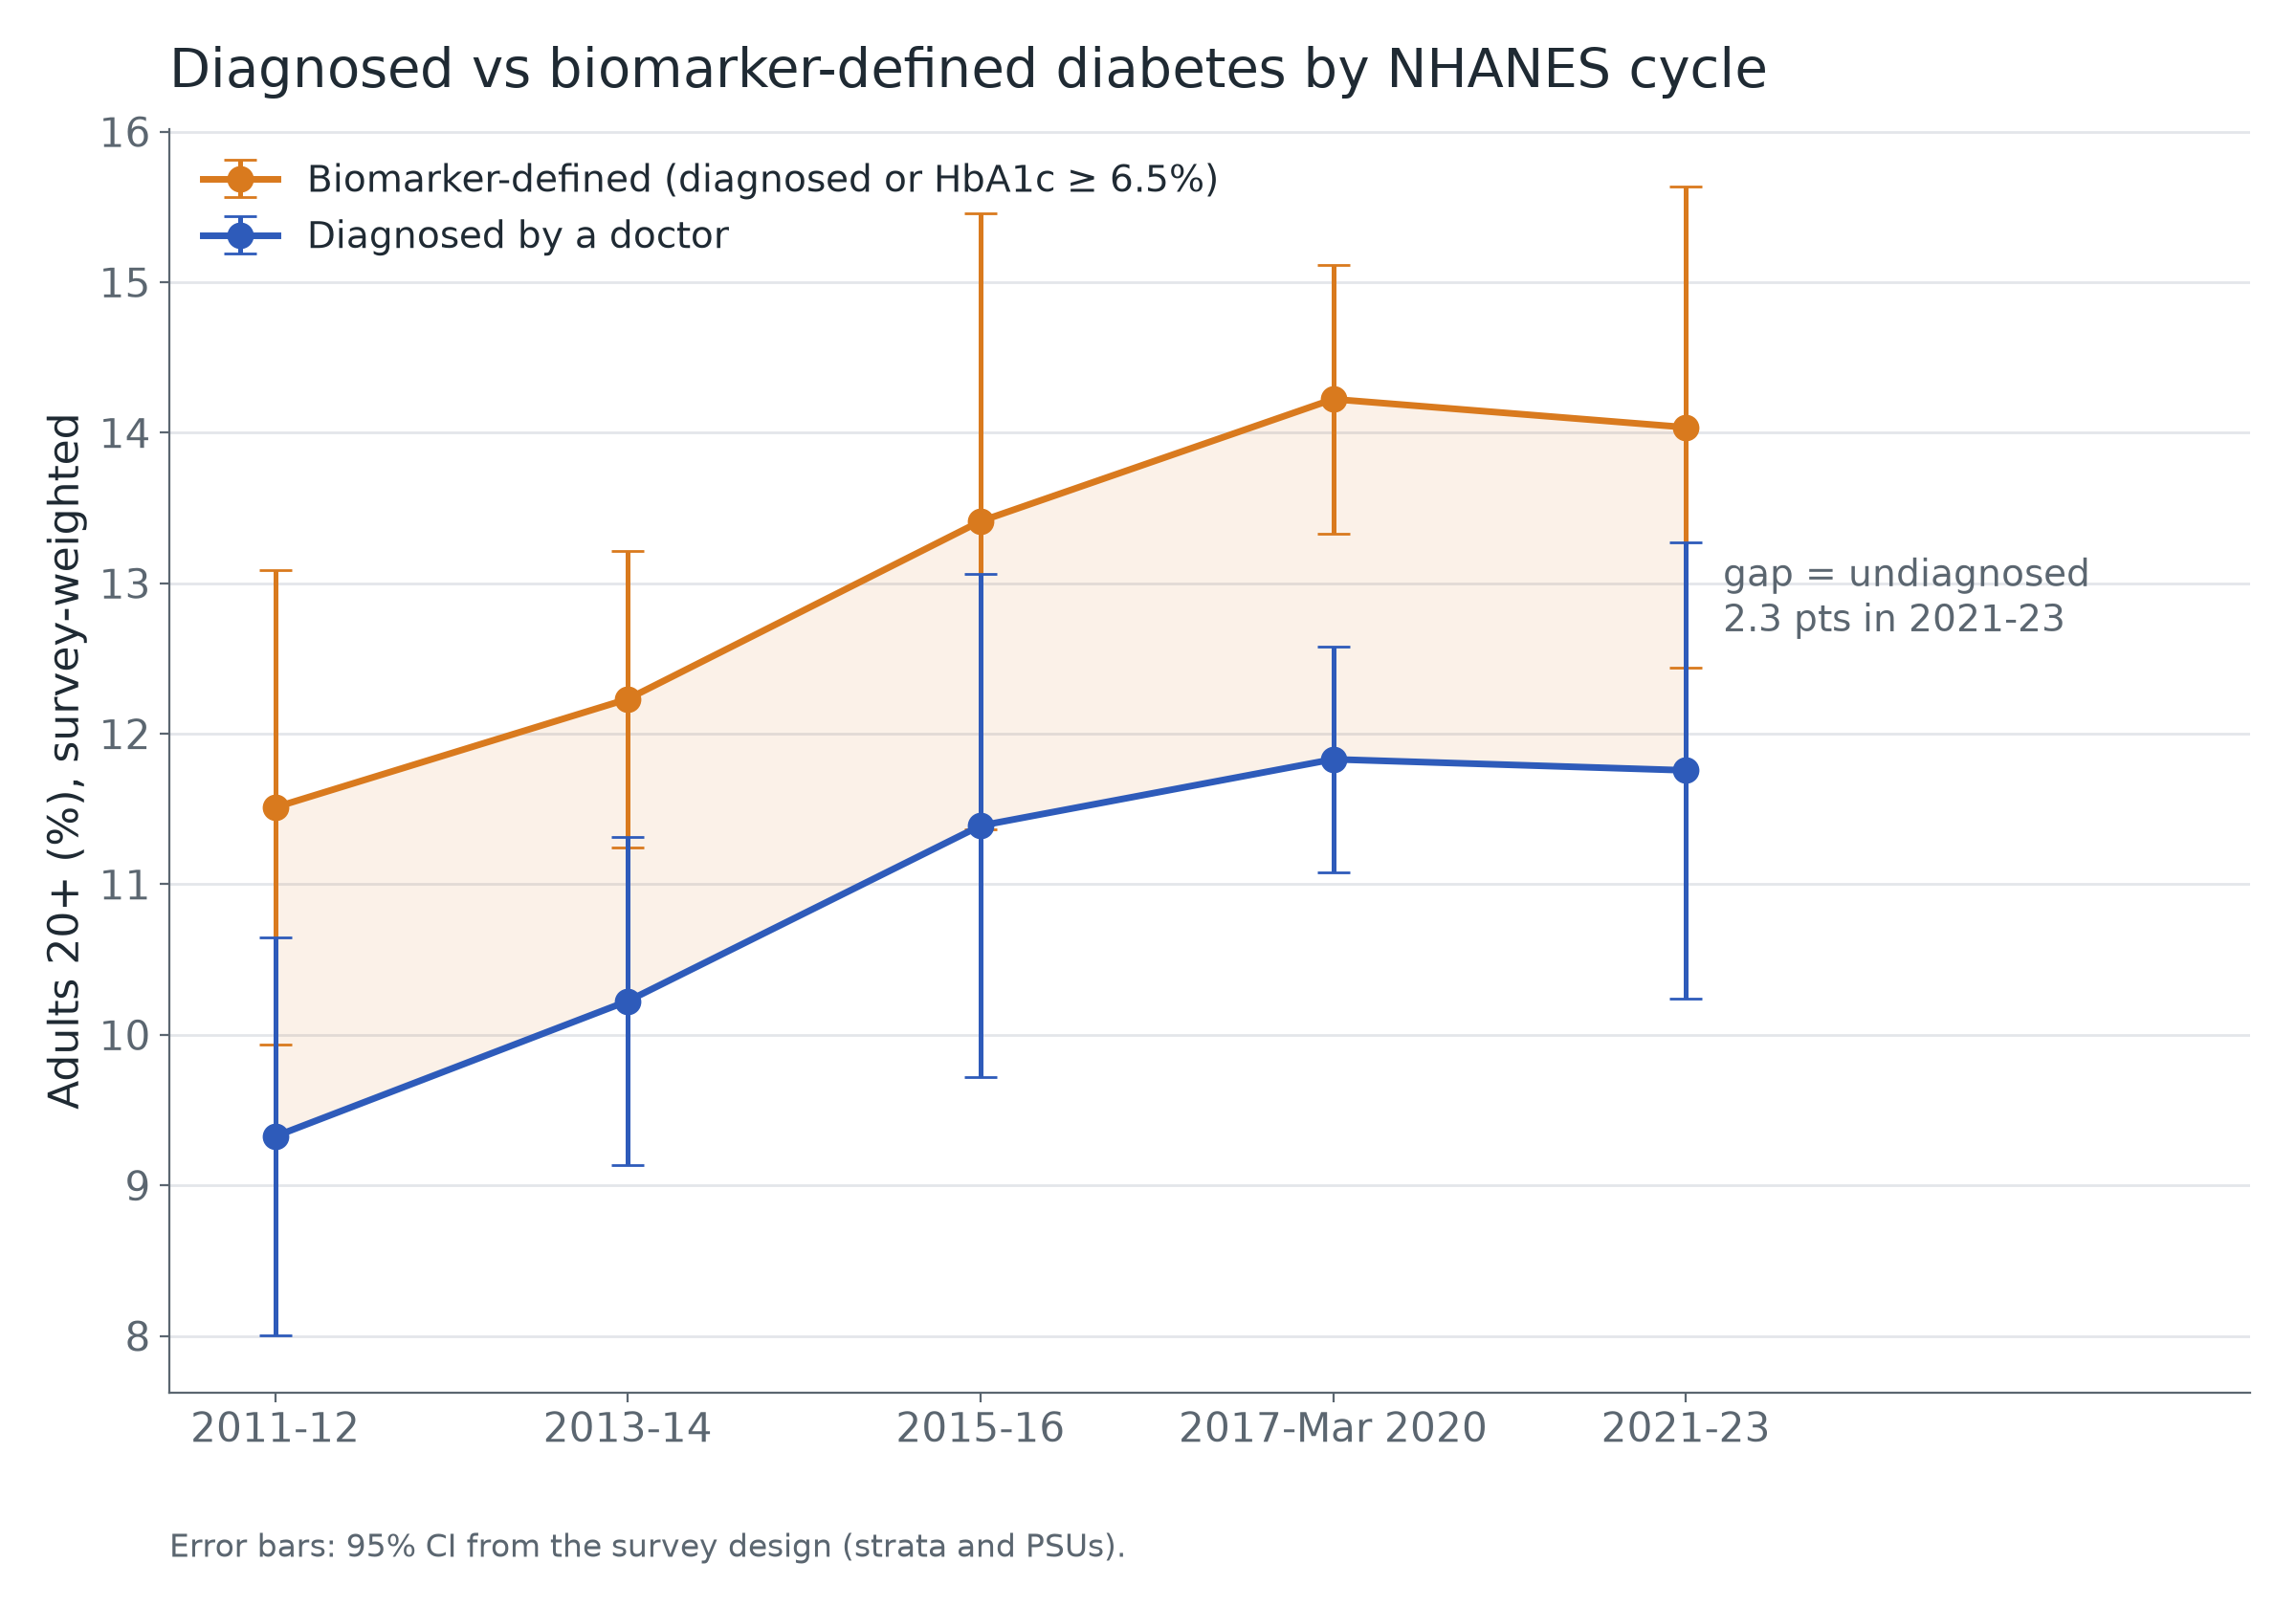 Diagnosed vs biomarker-defined diabetes by NHANES cycle
Biomarker-defined (diagnosed or HbA1c ≥ 6.5%)
Diagnosed by a doctor
Adults 20+ (%), survey-weighted
16
15
14
13
12
11
10
9
8
gap = undiagnosed
2.3 pts in 2021-23
2011-12
2013-14
2015-16
2017-Mar 2020
2021-23
Error bars: 95% CI from the survey design (strata and PSUs).